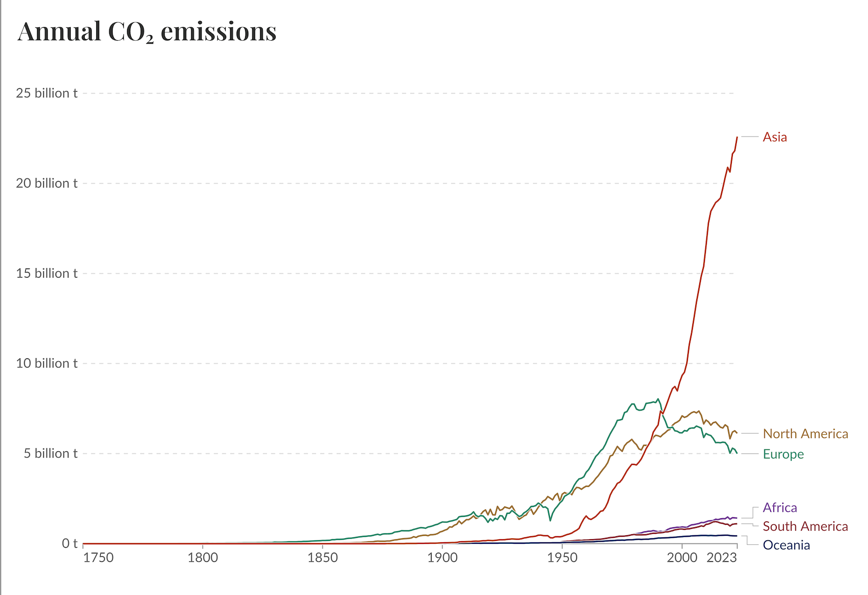 Annual CO₂ emissions
25 billion t
20 billion t
15 billion t
10 billion t
5 billion t
0 t
1750
1800
1850
1900
1950
2000
2023
Asia
North America
Europe
Africa
South America
Oceania